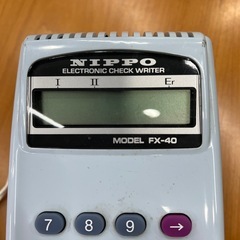 NIPPO
ELECTRONIC CHECK WRITER
I II Er
MODEL FX-40
7 8 9 →